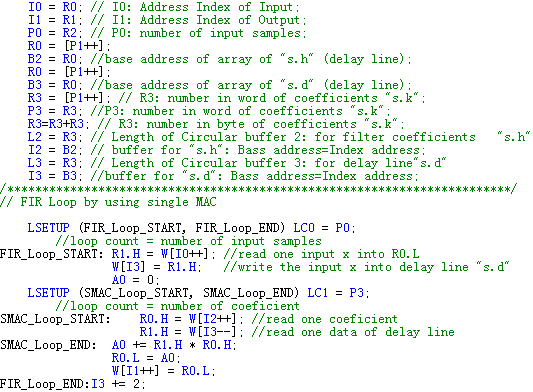 I0 = R0; // I0: Address Index of Input;
I1 = R1; // I1: Address Index of Output;
P0 = R2; // P0: number of input samples;
R0 = [P1++];
B2 = R0; //base address of array of "s.h" (delay line);
R0 = [P1++];
B3 = R0; //base address of array of "s.d" (delay line);
R3 = [P1++]; // R3: number in word of coefficients "s.k";
P3 = R3; //P3: number in word of coefficients "s.k";
R3=R3+R3; // R3: number in byte of coefficients "s.k";
L2 = R3; // Length of Circular buffer 2: for filter coefficients "s.h"
I2 = B2; // buffer for "s.h": Bass address=Index address;
L3 = R3; // Length of Circular buffer 3: for delay line"s.d"
I3 = B3; //buffer for "s.d": Bass address=Index address;
/***********************************************************************/
// FIR Loop by using single MAC
LSETUP (FIR_Loop_START, FIR_Loop_END) LC0 = P0;
//loop count = number of input samples
FIR_Loop_START: R1.H = W[I0++]; //read one input x into R0.L
W[I3] = R1.H; //write the input x into delay line "s.d"
A0 = 0;
LSETUP (SMAC_Loop_START, SMAC_Loop_END) LC1 = P3;
//loop count = number of coeficient
SMAC_Loop_START: R0.H = W[I2++]; //read one coeficient
R1.H = W[I3--]; //read one data of delay line
SMAC_Loop_END: A0 += R1.H * R0.H;
R0.L = A0;
W[I1++] = R0.L;
FIR_Loop_END:I3 += 2;